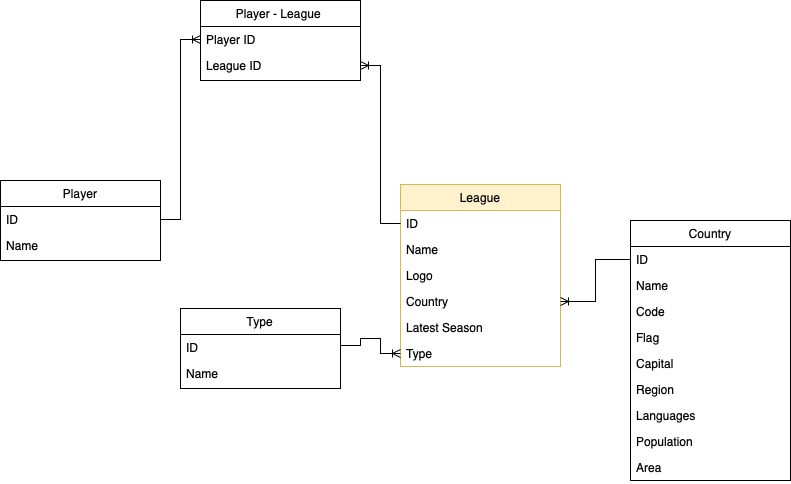 Player - League
Player ID
League ID
Player
ID
Name
League
ID
Name
Logo
Country
Latest Season
Type
Type
ID
Name
Country
ID
Name
Code
Flag
Capital
Region
Languages
Population
Area